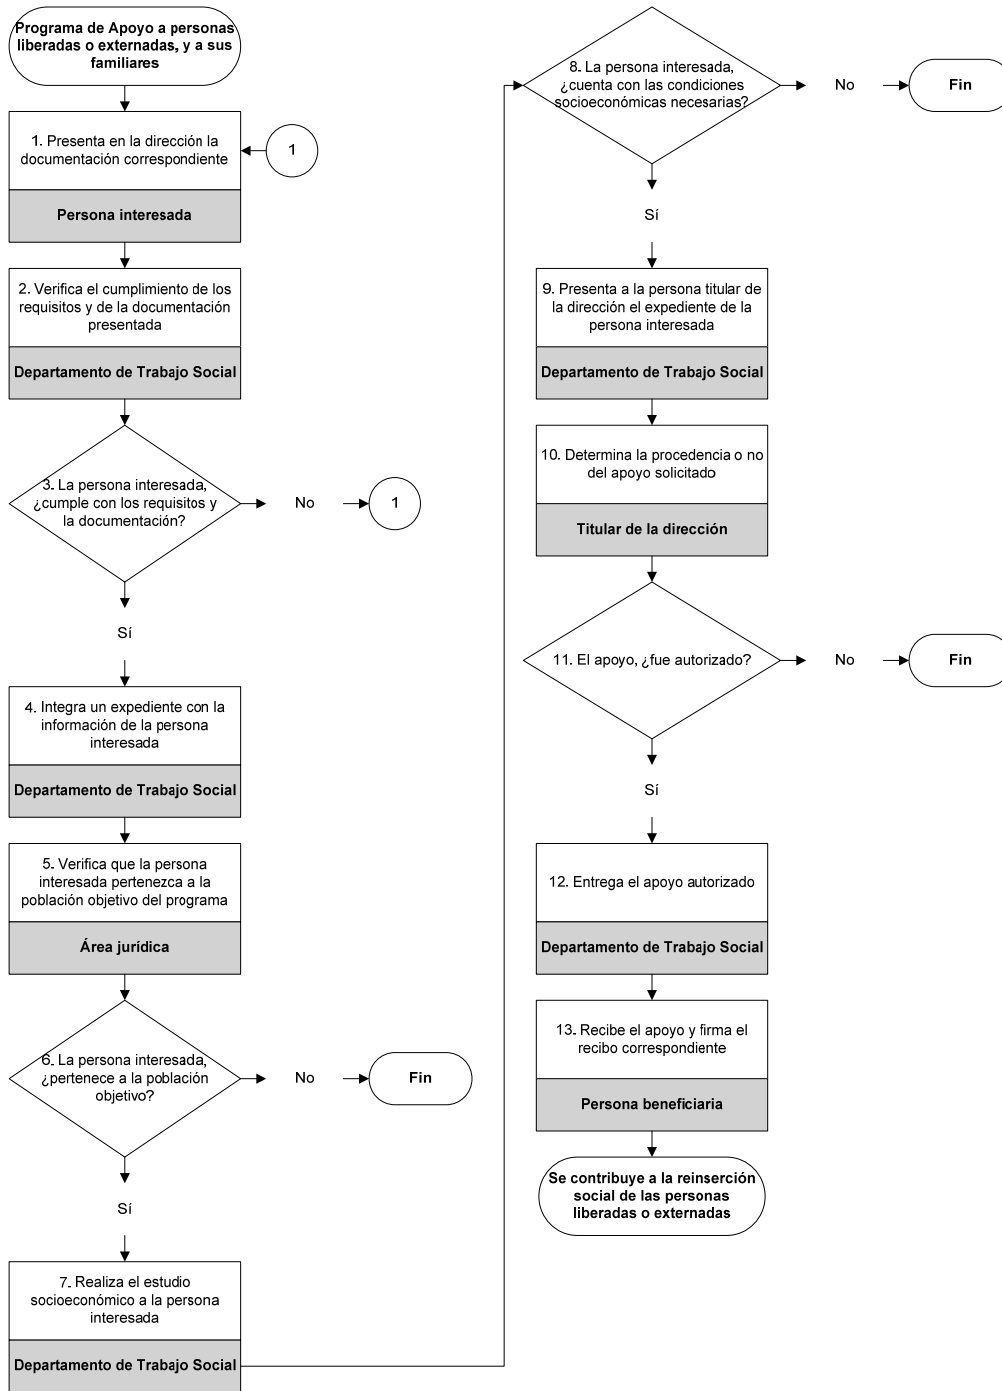 Programa de Apoyo a personas
liberadas o externadas, y a sus
familiares
1. Presenta en la dirección la
documentación correspondiente
1
Persona interesada
2. Verifica el cumplimiento de los
requisitos y de la documentación
presentada
Departamento de Trabajo Social
3. La persona interesada,
¿cumple con los requisitos y
la documentación?
No
1
Sí
4. Integra un expediente con la
información de la persona
interesada
Departamento de Trabajo Social
5. Verifica que la persona
interesada pertenezca a la
población objetivo del programa
Área jurídica
6. La persona interesada,
¿pertenece a la población
objetivo?
No
Fin
Sí
7. Realiza el estudio
socioeconómico a la persona
interesada
Departamento de Trabajo Social
8. La persona interesada,
¿cuenta con las condiciones
socioeconómicas necesarias?
No
Fin
Sí
9. Presenta a la persona titular de
la dirección el expediente de la
persona interesada
Departamento de Trabajo Social
10. Determina la procedencia o no
del apoyo solicitado
Titular de la dirección
11. El apoyo, ¿fue autorizado?
No
Fin
Sí
12. Entrega el apoyo autorizado
Departamento de Trabajo Social
13. Recibe el apoyo y firma el
recibo correspondiente
Persona beneficiaria
Se contribuye a la reinserción
social de las personas
liberadas o externadas